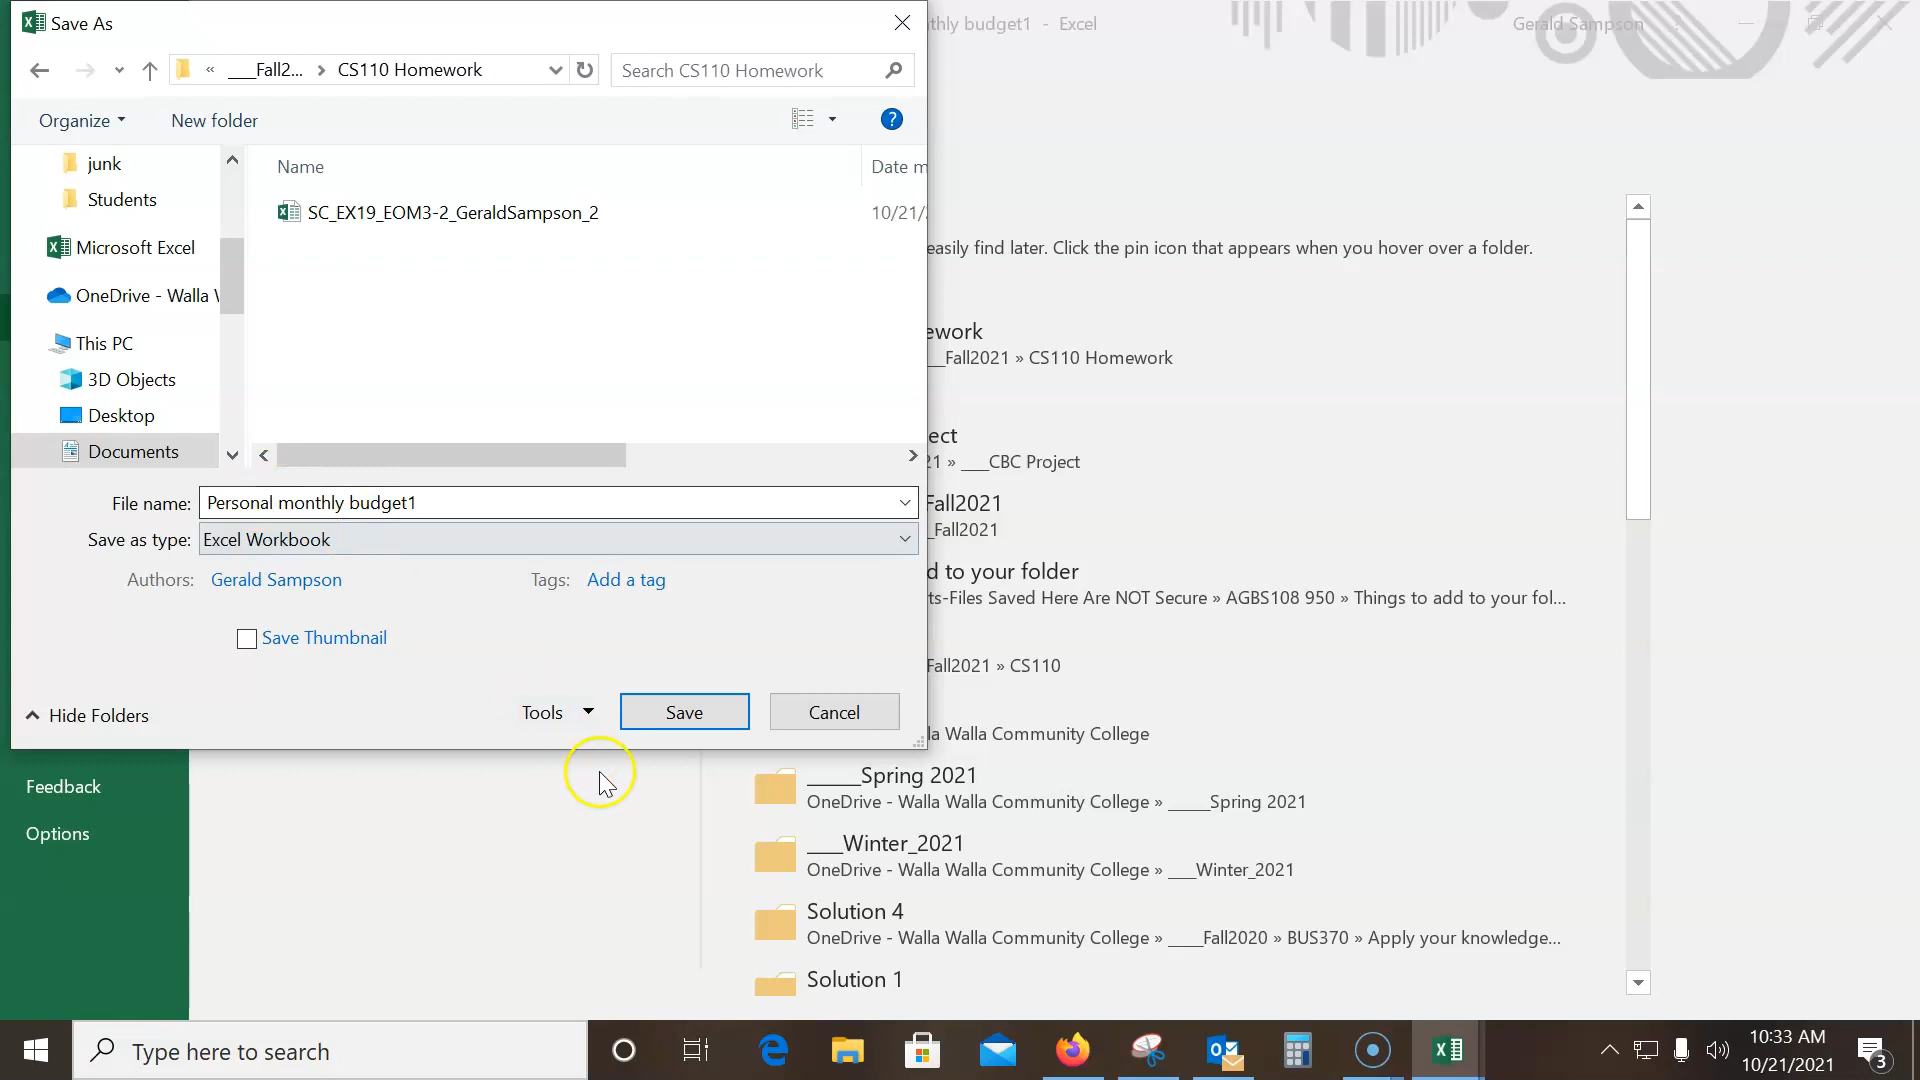 Save As
« ___Fall2... > CS110 Homework
Search CS110 Homework
Organize
New folder
junk
Students
Microsoft Excel
OneDrive - Walla
This PC
3D Objects
Desktop
Documents
Name
Date m
SC_EX19_EOM3-2_GeraldSampson_2
10/21/
File name: Personal monthly budget1
Save as type: Excel Workbook
Authors: Gerald Sampson
Tags: Add a tag
Save Thumbnail
Hide Folders
Tools
Save
Cancel
thly budget1 - Excel
Gerald Sampson
easily find later. Click the pin icon that appears when you hover over a folder.
ework
___Fall2021 » CS110 Homework
ect
21 » ___CBC Project
Fall2021
_Fall2021
d to your folder
ts-Files Saved Here Are NOT Secure » AGBS108 950 » Things to add to your fol...
Fall2021 » CS110
la Walla Community College
_____Spring 2021
OneDrive - Walla Walla Community College » _____Spring 2021
____Winter_2021
OneDrive - Walla Walla Community College » ____Winter_2021
Solution 4
OneDrive - Walla Walla Community College » ____Fall2020 » BUS370 » Apply your knowledge...
Solution 1
Feedback
Options
Type here to search
10:33 AM
10/21/2021
3